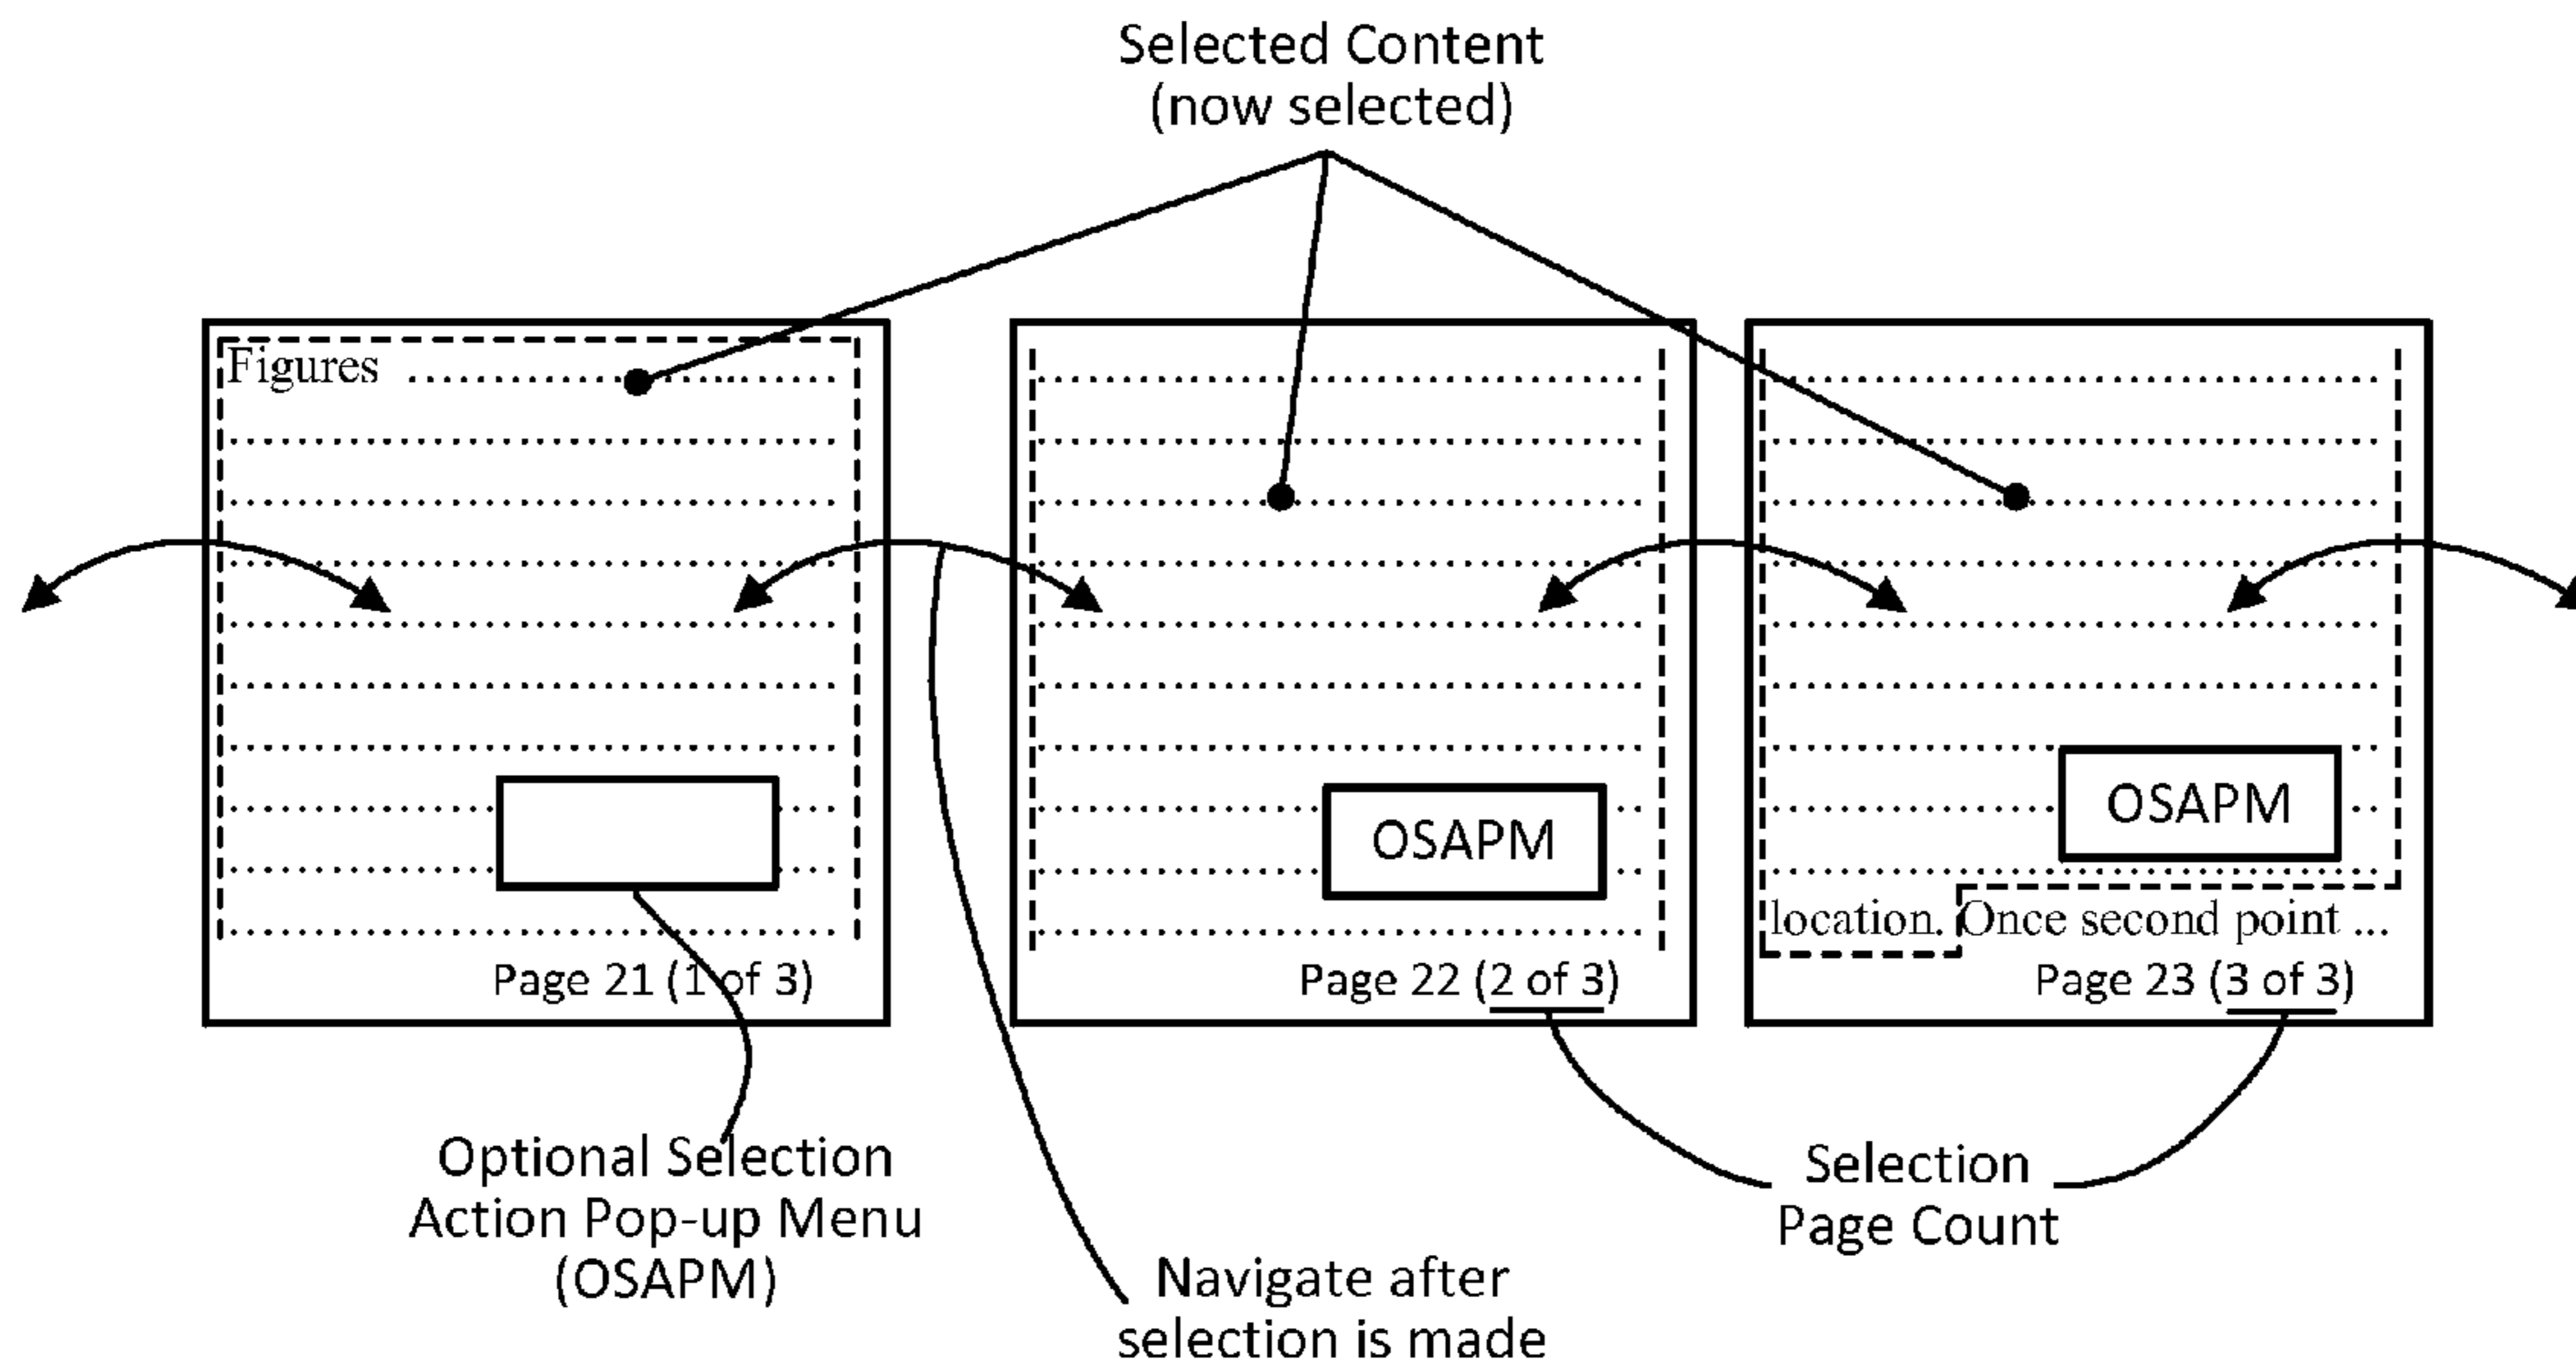 Selected Content
(now selected)
Figures
OSAPM
OSAPM
location. Once second point ...
Page 21 (1 of 3)
Page 22 (2 of 3)
Page 23 (3 of 3)
Optional Selection
Action Pop-up Menu
(OSAPM)
Navigate after
selection is made
Selection
Page Count